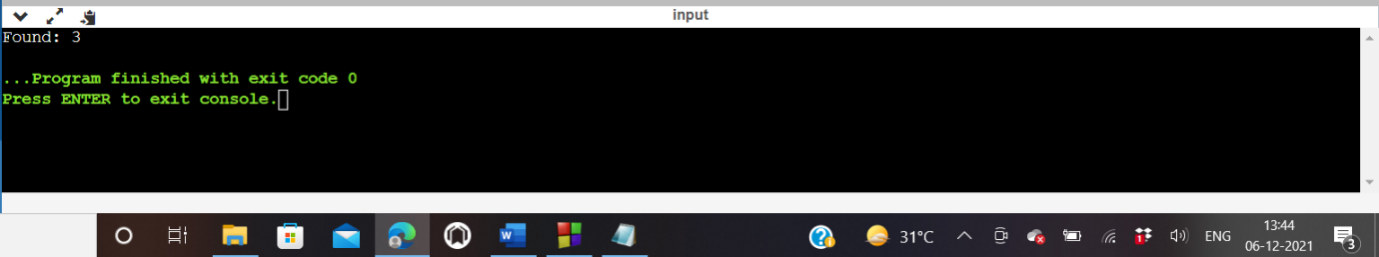 input
Found: 3
...Program finished with exit code 0
Press ENTER to exit console.
W
1
31°C
ENG
13:44
06-12-2021
3